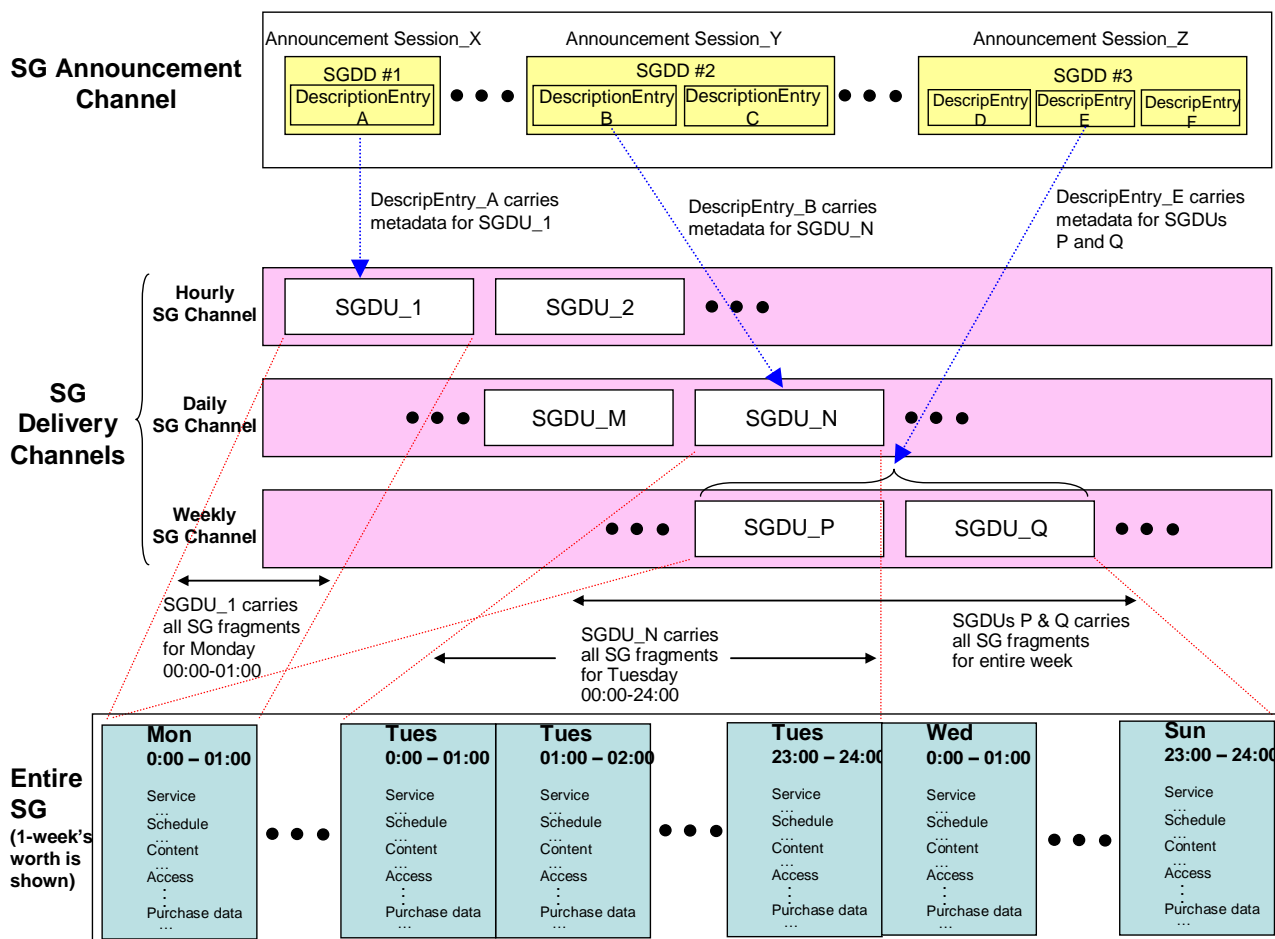 Announcement Session_X
Announcement Session_Y
Announcement Session_Z
SG Announcement
Channel
SGDD #1
DescriptionEntry
A
SGDD #2
DescriptionEntry
B
DescriptionEntry
C
SGDD #3
DescripEntry
D
DescripEntry
E
DescripEntry
F
DescripEntry_A carries
metadata for SGDU_1
DescripEntry_B carries
metadata for SGDU_N
DescripEntry_E carries
metadata for SGDUs
P and Q
SG
Delivery
Channels
Hourly
SG Channel
SGDU_1
SGDU_2
Daily
SG Channel
SGDU_M
SGDU_N
Weekly
SG Channel
SGDU_P
SGDU_Q
SGDU_1 carries
all SG fragments
for Monday
00:00-01:00
SGDU_N carries
all SG fragments
for Tuesday
00:00-24:00
SGDUs P & Q carries
all SG fragments
for entire week
Entire
SG
(1-week's
worth is
shown)
Mon
0:00 – 01:00
Service
...
Schedule
...
Content
...
Access
⋮
Purchase data
...
Tues
0:00 – 01:00
Service
...
Schedule
...
Content
...
Access
⋮
Purchase data
...
Tues
01:00 – 02:00
Service
...
Schedule
...
Content
...
Access
⋮
Purchase data
...
Tues
23:00 – 24:00
Service
...
Schedule
...
Content
...
Access
⋮
Purchase data
...
Wed
0:00 – 01:00
Service
...
Schedule
...
Content
...
Access
⋮
Purchase data
...
Sun
23:00 – 24:00
Service
...
Schedule
...
Content
...
Access
⋮
Purchase data
...